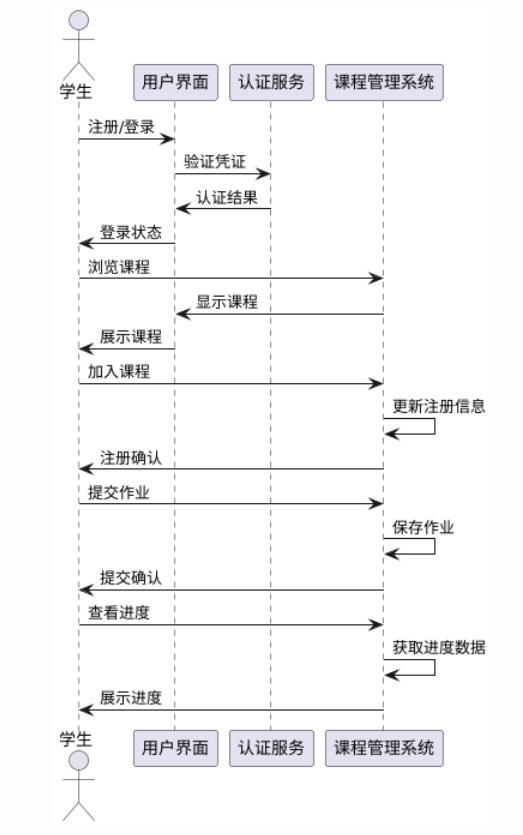 学生
用户界面
认证服务
课程管理系统
注册/登录
验证凭证
认证结果
登录状态
浏览课程
显示课程
展示课程
加入课程
更新注册信息
注册确认
提交作业
保存作业
提交确认
查看进度
获取进度数据
展示进度
学生
用户界面
认证服务
课程管理系统